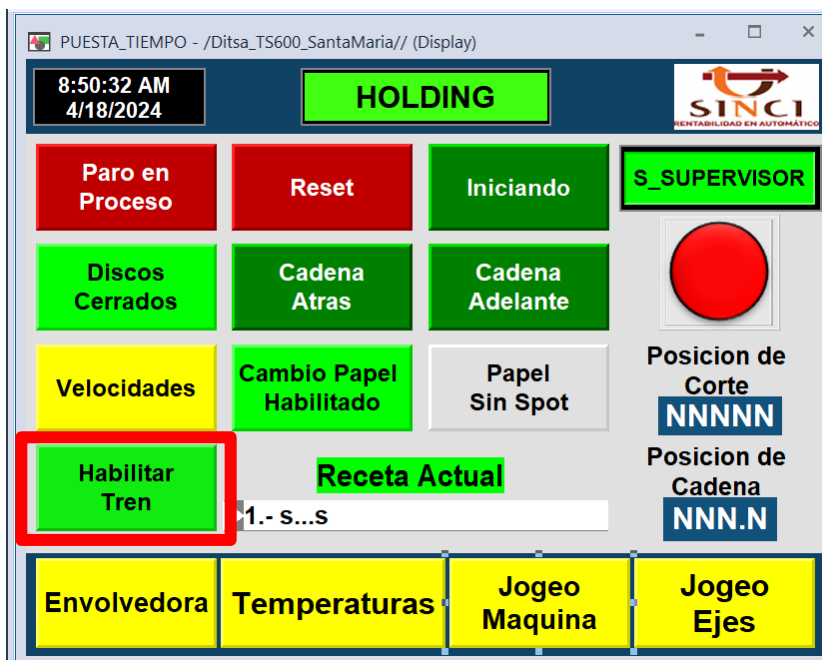 PUESTA_TIEMPO - /Ditsa_TS600_SantaMaria// (Display)
8:50:32 AM
4/18/2024
HOLDING
SINCI
RENTABILIDAD EN AUTOMÁTICO
Paro en
Proceso
Reset
Iniciando
S_SUPERVISOR
Discos
Cerrados
Cadena
Atras
Cadena
Adelante
Velocidades
Cambio Papel
Habilitado
Papel
Sin Spot
Posicion de
Corte
NNNNN
Habilitar
Tren
Receta Actual
1.- s...s
Posicion de
Cadena
NNN.N
Envolvedora
Temperaturas
Jogeo
Maquina
Jogeo
Ejes